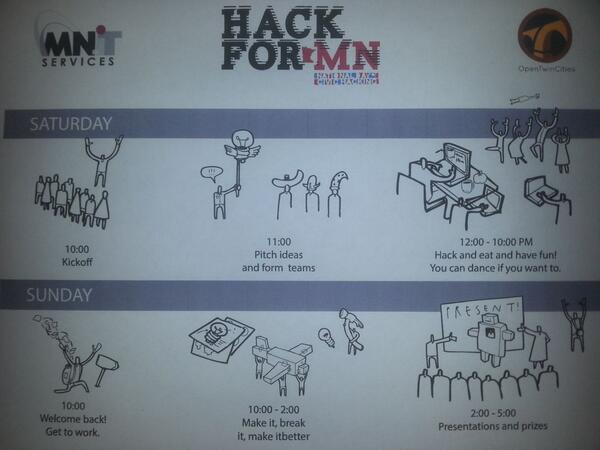 MNiT
SERVICES
HACK
FOR MN
NATIONAL DAY OF
CIVIC HACKING
OpenTwinCities
SATURDAY
!!!
10:00
Kickoff
11:00
Pitch ideas
and form teams
12:00 - 10:00 PM
Hack and eat and have fun!
You can dance if you want to.
SUNDAY
PRESENT!
10:00
Welcome back!
Get to work.
10:00 - 2:00
Make it, break
it, make itbetter
2:00 - 5:00
Presentations and prizes